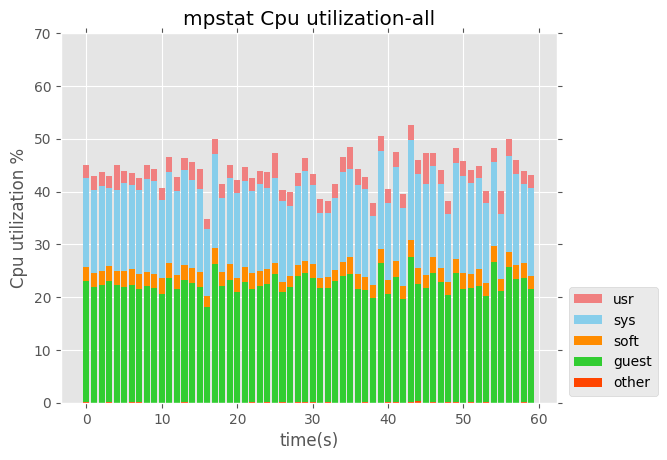 mpstat Cpu utilization-all
Cpu utilization %
70
60
50
40
30
20
10
0
0 10 20 30 40 50 60
time(s)
usr
sys
soft
guest
other